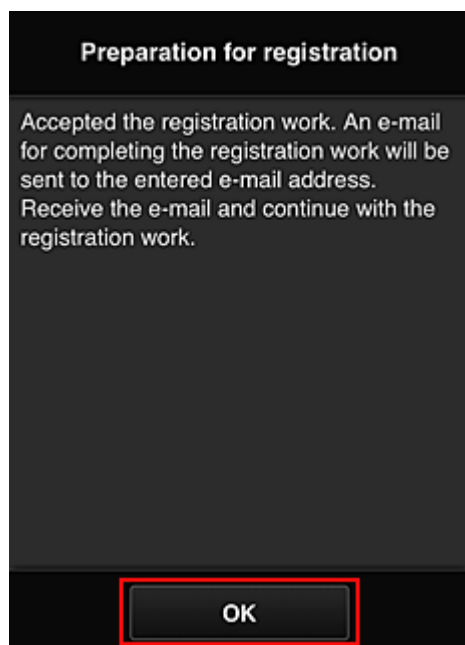 Preparation for registration
Accepted the registration work. An e-mail
for completing the registration work will be
sent to the entered e-mail address.
Receive the e-mail and continue with the
registration work.
OK